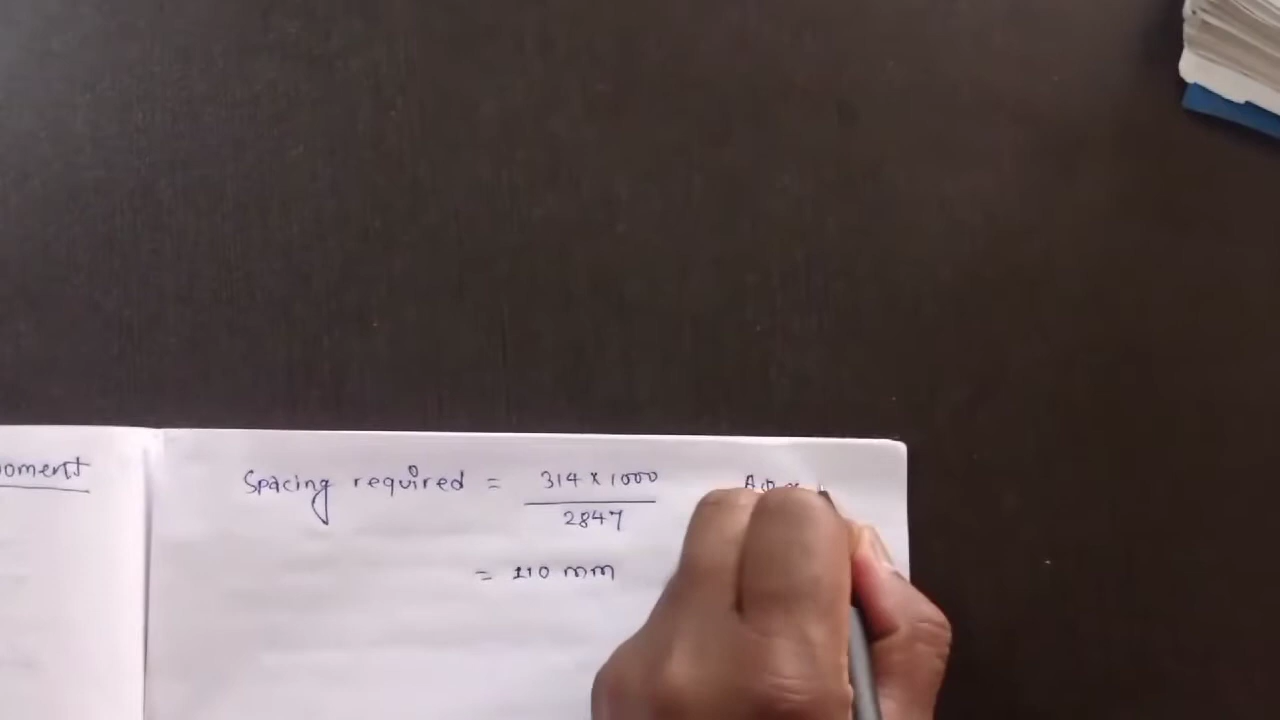 oment
Spacing required = 314 x 1000
2847
= 110 mm